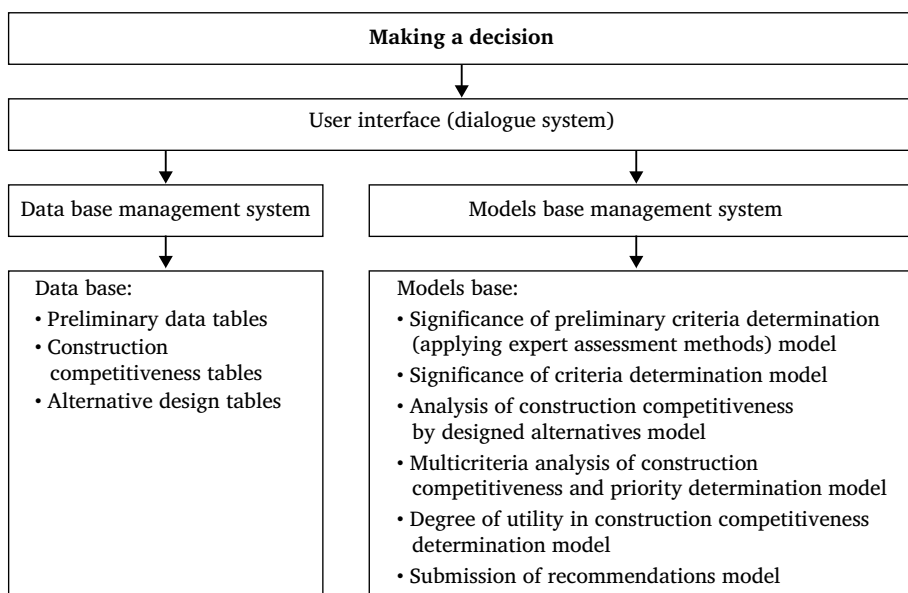 Making a decision
User interface (dialogue system)
Data base management system
Models base management system
Data base:
• Preliminary data tables
• Construction
competitiveness tables
• Alternative design tables
Models base:
• Significance of preliminary criteria determination
(applying expert assessment methods) model
• Significance of criteria determination model
• Analysis of construction competitiveness
by designed alternatives model
• Multicriteria analysis of construction
competitiveness and priority determination model
• Degree of utility in construction competitiveness
determination model
• Submission of recommendations model